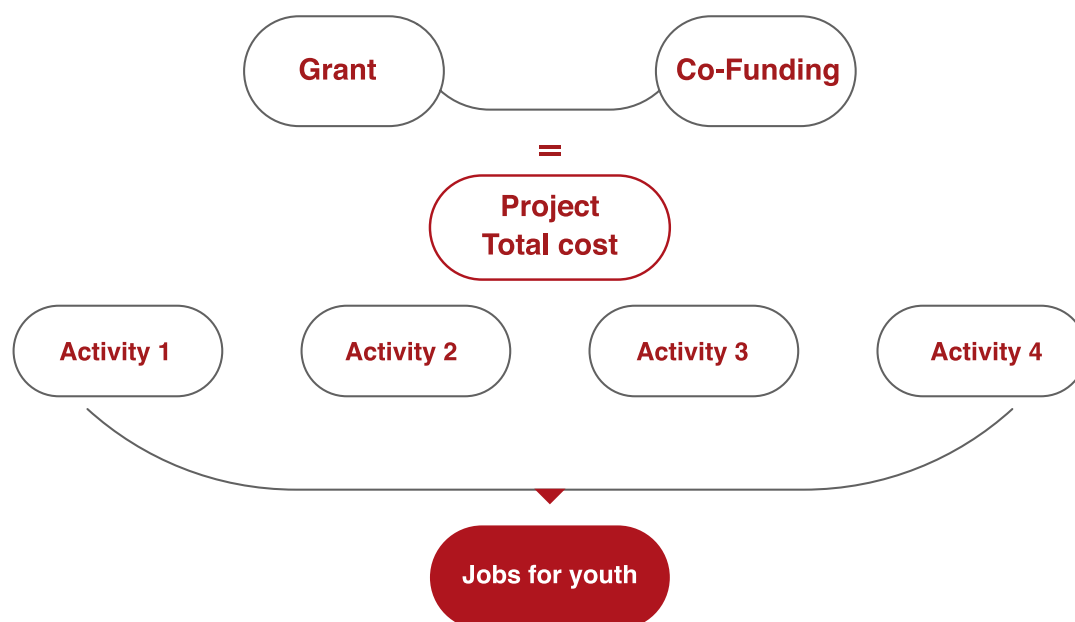 Grant
Co-Funding
=
Project
Total cost
Activity 1
Activity 2
Activity 3
Activity 4
Jobs for youth